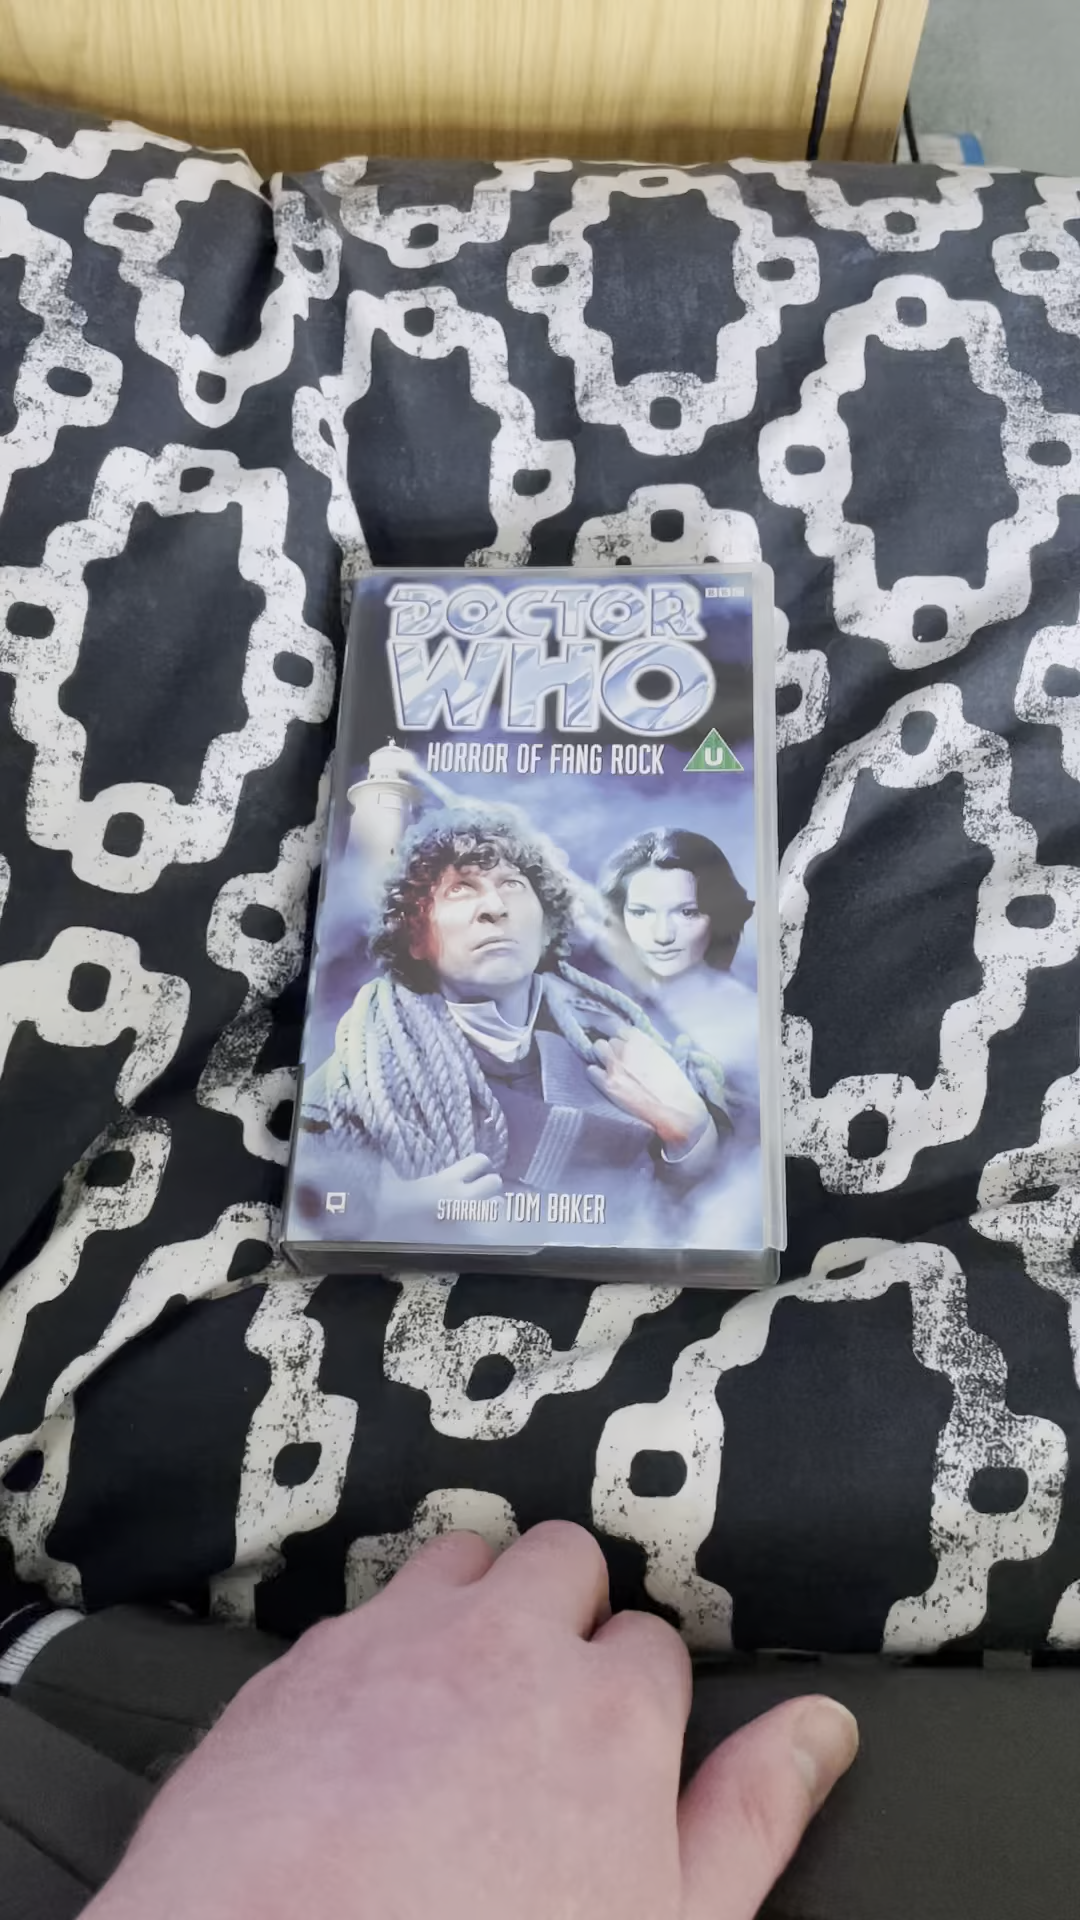 BBC
DOCTOR
WHO
HORROR OF FANG ROCK
U
STARRING TOM BAKER